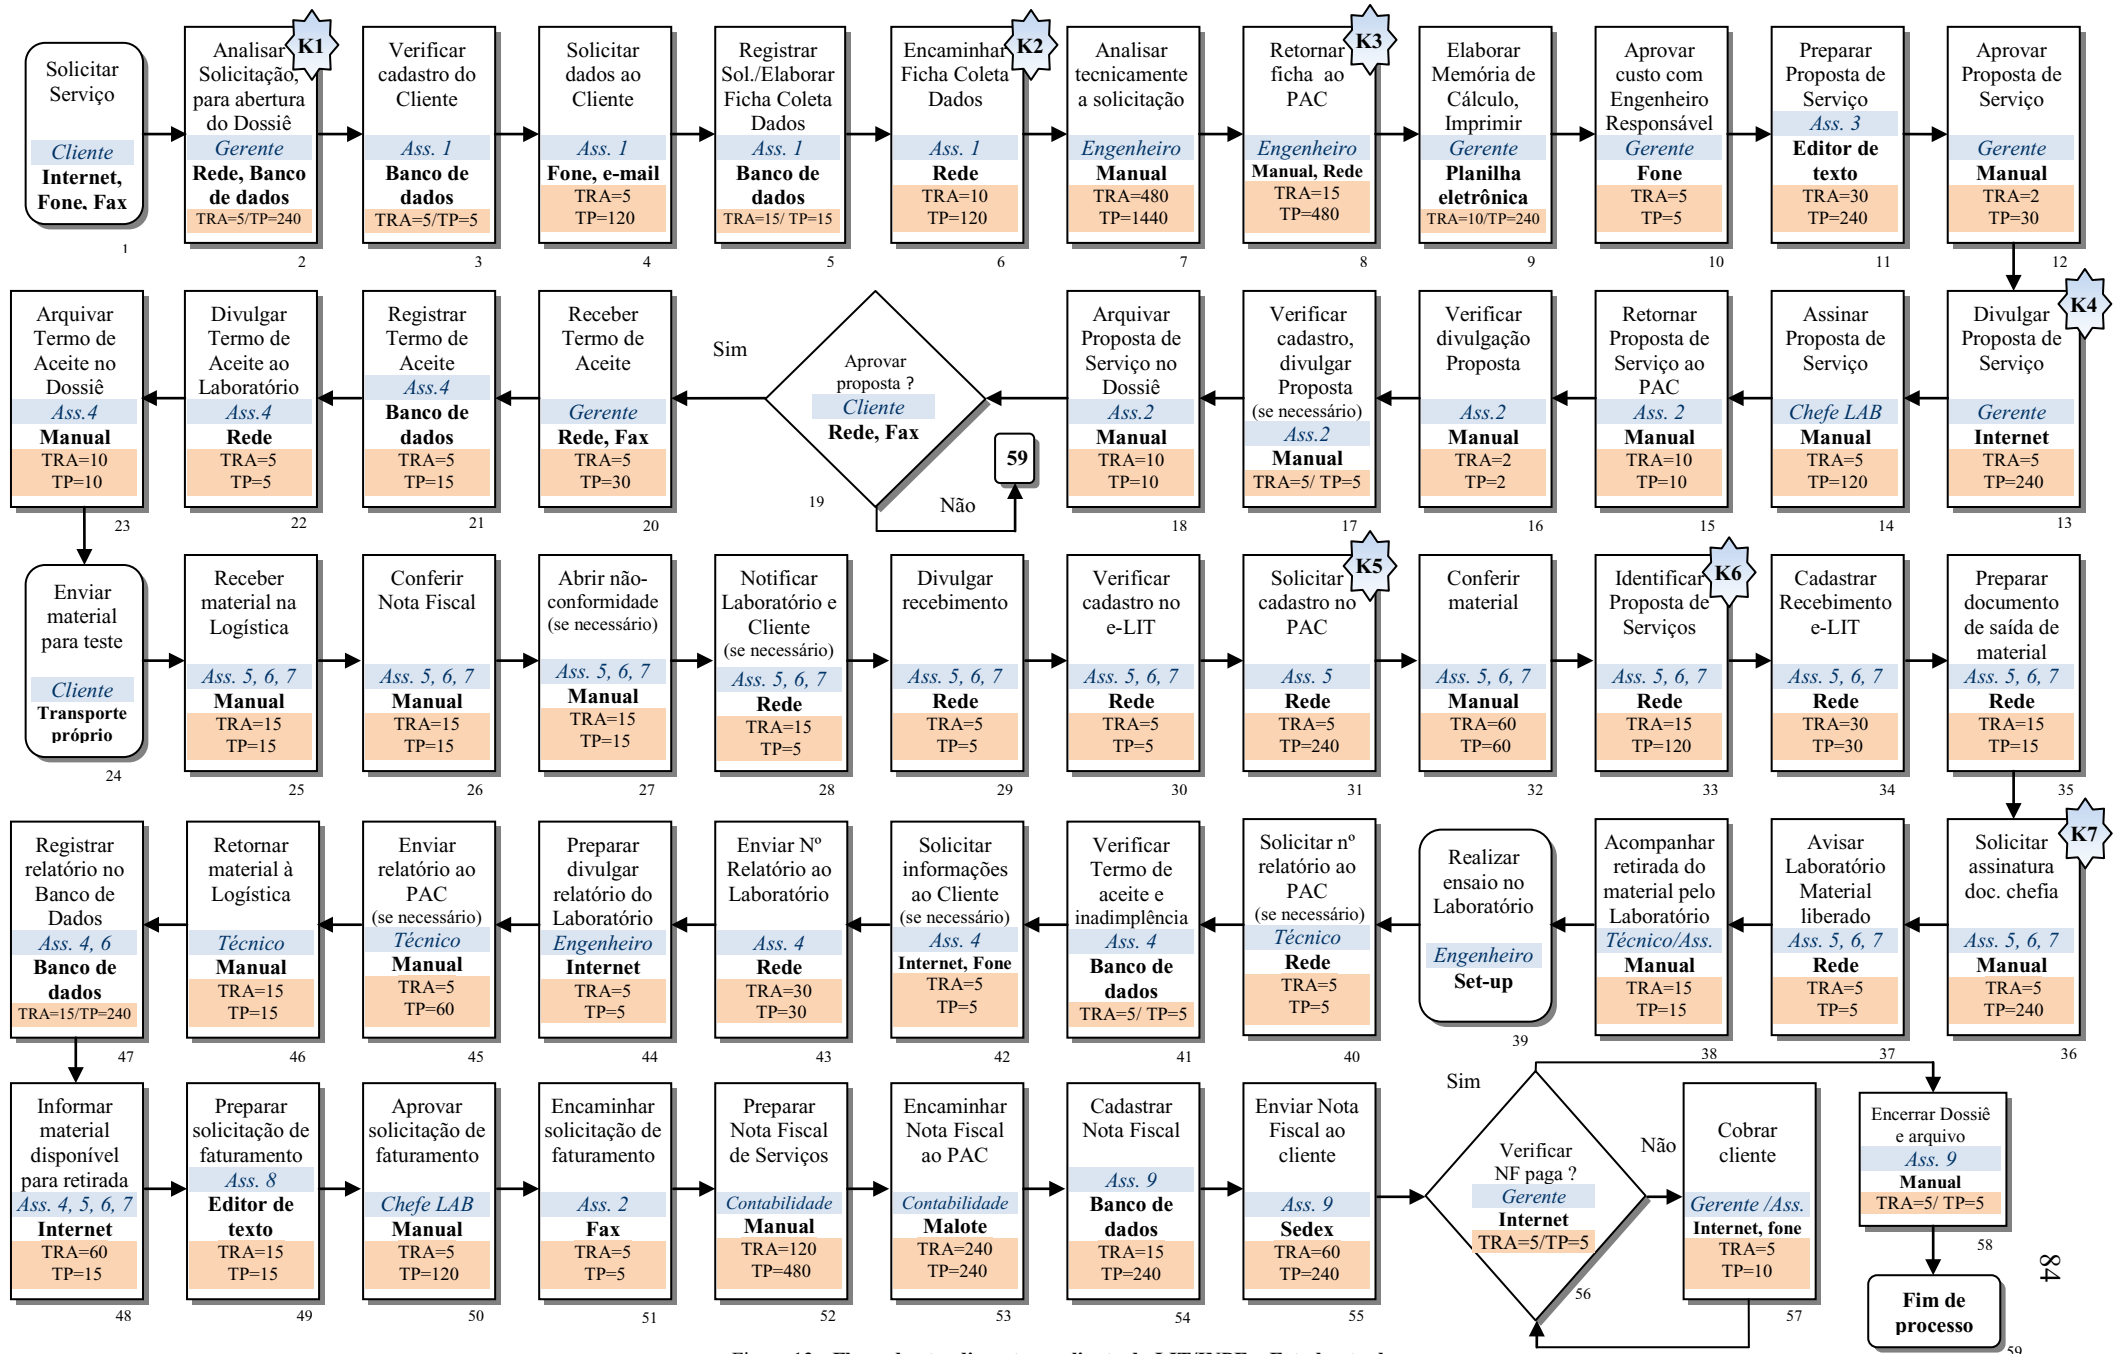 Solicitar
Serviço
Cliente
Internet,
Fone, Fax
1
Analisar
Solicitação,
para abertura
do Dossiê
Gerente
Rede, Banco
de dados
TRA=5/TP=240
2
K1
Verificar
cadastro do
Cliente
Ass. 1
Banco de
dados
TRA=5/TP=5
3
Solicitar
dados ao
Cliente
Ass. 1
Fone, e-mail
TRA=5
TP=120
4
Registrar
Sol./Elaborar
Ficha Coleta
Dados
Ass. 1
Banco de
dados
TRA=15/ TP=15
5
Encaminhar
Ficha Coleta
Dados
Ass. 1
Rede
TRA=10
TP=120
6
K2
Analisar
tecnicamente
a solicitação
Engenheiro
Manual
TRA=480
TP=1440
7
Retornar
ficha ao
PAC
Engenheiro
Manual, Rede
TRA=15
TP=480
8
K3
Elaborar
Memória de
Cálculo,
Imprimir
Gerente
Planilha
eletrônica
TRA=10/TP=240
9
Aprovar
custo com
Engenheiro
Responsável
Gerente
Fone
TRA=5
TP=5
10
Preparar
Proposta de
Serviço
Ass. 3
Editor de
texto
TRA=30
TP=240
11
Aprovar
Proposta de
Serviço
Gerente
Manual
TRA=2
TP=30
12
Divulgar
Proposta de
Serviço
Gerente
Internet
TRA=5
TP=240
13
K4
Assinar
Proposta de
Serviço
Chefe LAB
Manual
TRA=5
TP=120
14
Retornar
Proposta de
Serviço ao
PAC
Ass. 2
Manual
TRA=10
TP=10
15
Verificar
divulgação
Proposta
Ass.2
Manual
TRA=2
TP=2
16
Verificar
cadastro,
divulgar
Proposta
(se necessário)
Ass.2
Manual
TRA=5/ TP=5
17
Arquivar
Proposta de
Serviço no
Dossiê
Ass.2
Manual
TRA=10
TP=10
18
Aprovar
proposta ?
Cliente
Rede, Fax
19
Sim
Não
59
Receber
Termo de
Aceite
Gerente
Rede, Fax
TRA=5
TP=30
20
Registrar
Termo de
Aceite
Ass.4
Banco de
dados
TRA=5
TP=15
21
Divulgar
Termo de
Aceite ao
Laboratório
Ass.4
Rede
TRA=5
TP=5
22
Arquivar
Termo de
Aceite no
Dossiê
Ass.4
Manual
TRA=10
TP=10
23
Enviar
material
para teste
Cliente
Transporte
próprio
24
Receber
material na
Logística
Ass. 5, 6, 7
Manual
TRA=15
TP=15
25
Conferir
Nota Fiscal
Ass. 5, 6, 7
Manual
TRA=15
TP=15
26
Abrir não-
conformidade
(se necessário)
Ass. 5, 6, 7
Manual
TRA=15
TP=15
27
Notificar
Laboratório e
Cliente
(se necessário)
Ass. 5, 6, 7
Rede
TRA=15
TP=5
28
Divulgar
recebimento
Ass. 5, 6, 7
Rede
TRA=5
TP=5
29
Verificar
cadastro no
e-LIT
Ass. 5, 6, 7
Rede
TRA=5
TP=5
30
Solicitar
cadastro no
PAC
Ass. 5
Rede
TRA=5
TP=240
31
K5
Conferir
material
Ass. 5, 6, 7
Manual
TRA=60
TP=60
32
Identificar
Proposta de
Serviços
Ass. 5, 6, 7
Rede
TRA=15
TP=120
33
K6
Cadastrar
Recebimento
e-LIT
Ass. 5, 6, 7
Rede
TRA=30
TP=30
34
Preparar
documento
de saída de
material
Ass. 5, 6, 7
Rede
TRA=15
TP=15
35
Solicitar
assinatura
doc. chefia
Ass. 5, 6, 7
Manual
TRA=5
TP=240
36
K7
Avisar
Laboratório
Material
liberado
Ass. 5, 6, 7
Rede
TRA=5
TP=5
37
Acompanhar
retirada do
material pelo
Laboratório
Técnico/Ass.
Manual
TRA=15
TP=15
38
Realizar
ensaio no
Laboratório
Engenheiro
Set-up
39
Solicitar nº
relatório ao
PAC
(se necessário)
Técnico
Rede
TRA=5
TP=5
40
Verificar
Termo de
aceite e
inadimplência
Ass. 4
Banco de
dados
TRA=5/ TP=5
41
Solicitar
informações
ao Cliente
(se necessário)
Ass. 4
Internet, Fone
TRA=5
TP=5
42
Enviar Nº
Relatório ao
Laboratório
Ass. 4
Rede
TRA=30
TP=30
43
Preparar
divulgar
relatório do
Laboratório
Engenheiro
Internet
TRA=5
TP=5
44
Enviar
relatório ao
PAC
(se necessário)
Técnico
Manual
TRA=5
TP=60
45
Retornar
material à
Logística
Técnico
Manual
TRA=15
TP=15
46
Registrar
relatório no
Banco de
Dados
Ass. 4, 6
Banco de
dados
TRA=15/TP=240
47
Informar
material
disponível
para retirada
Ass. 4, 5, 6, 7
Internet
TRA=60
TP=15
48
Preparar
solicitação de
faturamento
Ass. 8
Editor de
texto
TRA=15
TP=15
49
Aprovar
solicitação de
faturamento
Chefe LAB
Manual
TRA=5
TP=120
50
Encaminhar
solicitação de
faturamento
Ass. 2
Fax
TRA=5
TP=5
51
Preparar
Nota Fiscal
de Serviços
Contabilidade
Manual
TRA=120
TP=480
52
Encaminhar
Nota Fiscal
ao PAC
Contabilidade
Malote
TRA=240
TP=240
53
Cadastrar
Nota Fiscal
Ass. 9
Banco de
dados
TRA=15
TP=240
54
Enviar Nota
Fiscal ao
cliente
Ass. 9
Sedex
TRA=60
TP=240
55
Sim
Verificar
NF paga ?
Gerente
Internet
TRA=5/TP=5
56
Não
Cobrar
cliente
Gerente /Ass.
Internet, fone
TRA=5
TP=10
57
Encerrar Dossiê
e arquivo
Ass. 9
Manual
TRA=5/ TP=5
58
Fim de
processo
59
84